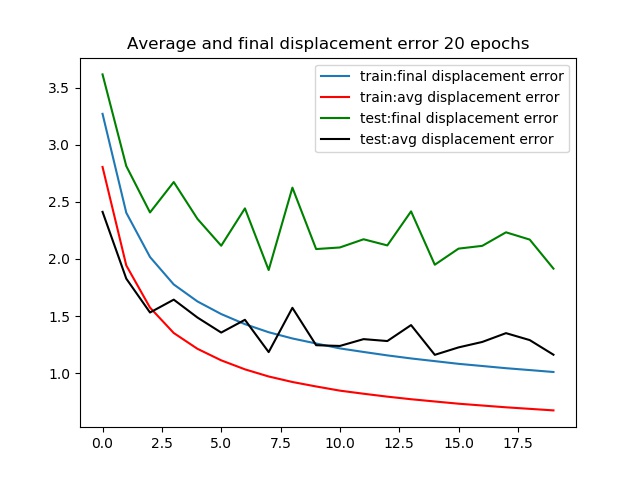 Average and final displacement error 20 epochs
train:final displacement error
train:avg displacement error
test:final displacement error
test:avg displacement error
3.5
3.0
2.5
2.0
1.5
1.0
0.0 2.5 5.0 7.5 10.0 12.5 15.0 17.5